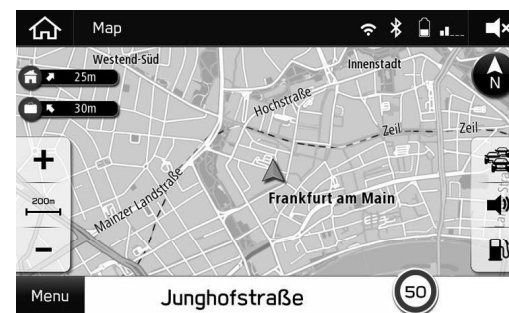 Map
Westend-Süd
Innenstadt
25m
N
30m
Hochstraße
Zeil
Zeil
+
200m
Mainzer Landstraße
Frankfurt am Main
−
Menu
Junghofstraße
50